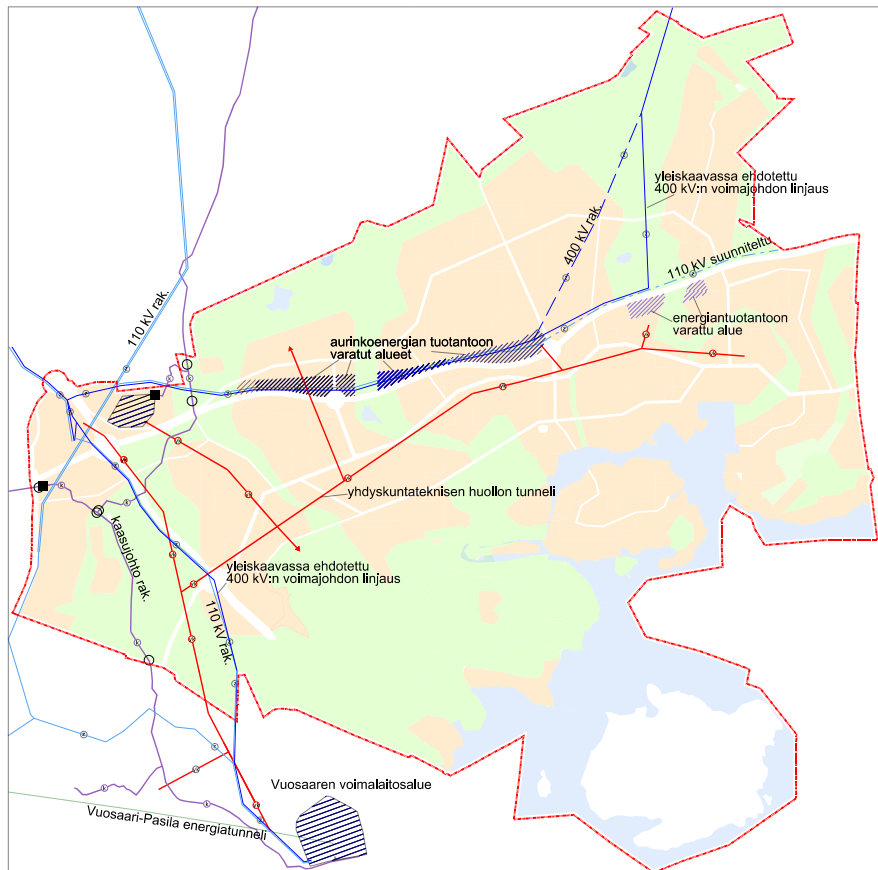 yleiskaavassa ehdotettu
400 kV:n voimajohdon linjaus
400 kV rak.
110 kV suunniteltu
110 kV rak.
energiantuotantoon
varattu alue
aurinkoenergian tuotantoon
varatut alueet
yhdyskuntateknisen huollon tunneli
kaasujohto rak.
yleiskaavassa ehdotettu
400 kV:n voimajohdon linjaus
110 kV rak.
Vuosaaren voimalaitosalue
Vuosaari-Pasila energiatunneli